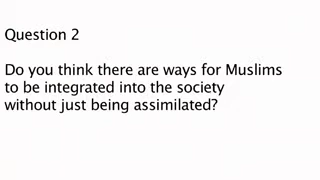 Question 2
Do you think there are ways for Muslims
to be integrated into the society
without just being assimilated?